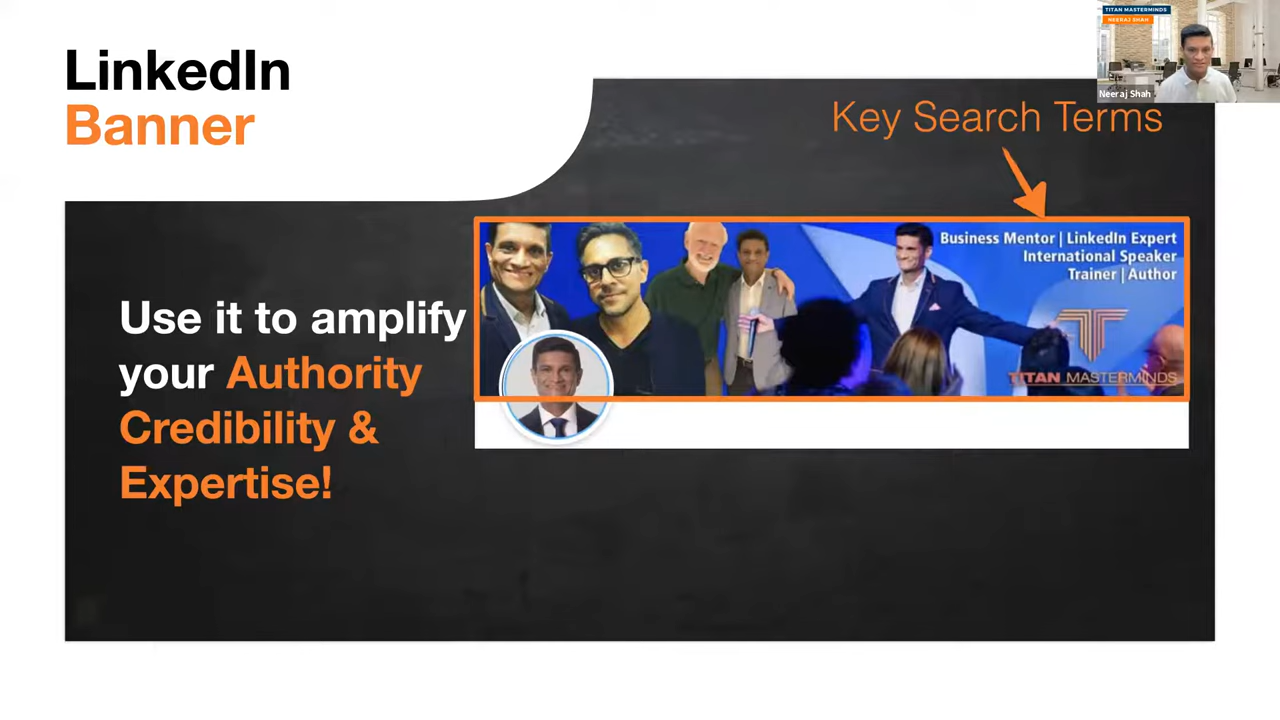 LinkedIn
Banner
TITAN MASTERMINDS
NEERAJ SHAH
Neeraj Shah
Key Search Terms
Business Mentor | LinkedIn Expert
International Speaker
Trainer | Author
TITAN MASTERMINDS
Use it to amplify
your Authority
Credibility &
Expertise!